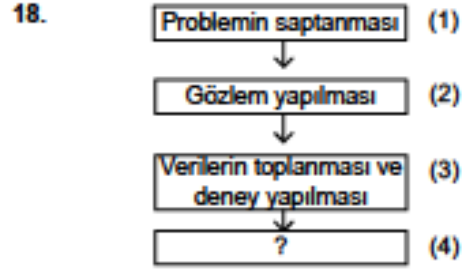 18.
Problemin saptanması (1)
Gözlem yapılması (2)
Verilerin toplanması ve
deney yapılması (3)
? (4)